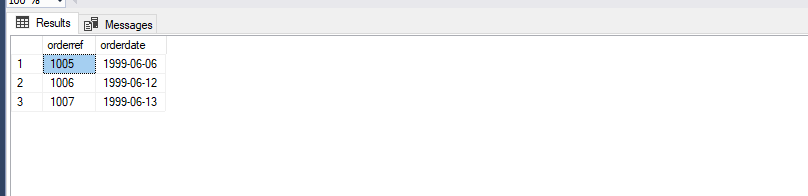 100 %
Results Messages
orderref orderdate
1 1005 1999-06-06
2 1006 1999-06-12
3 1007 1999-06-13